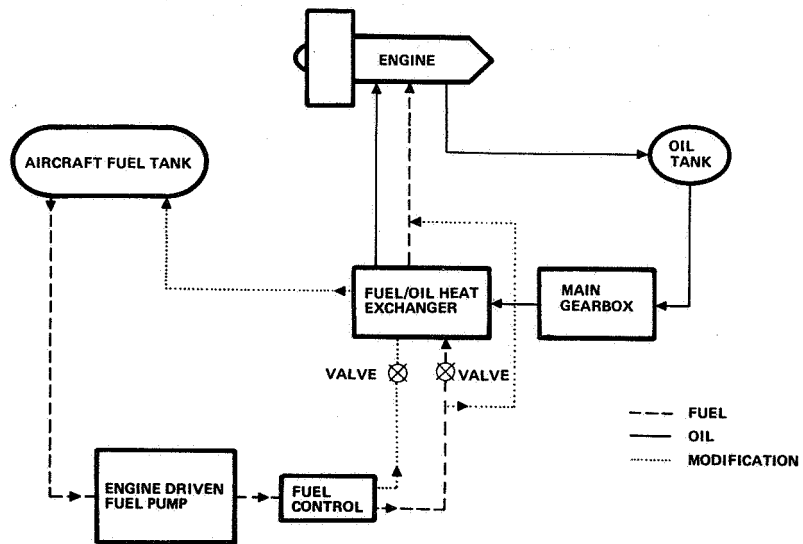 ENGINE
AIRCRAFT FUEL TANK
OIL
TANK
FUEL/OIL HEAT
EXCHANGER
MAIN
GEARBOX
VALVE
VALVE
FUEL
OIL
MODIFICATION
ENGINE DRIVEN
FUEL PUMP
FUEL
CONTROL